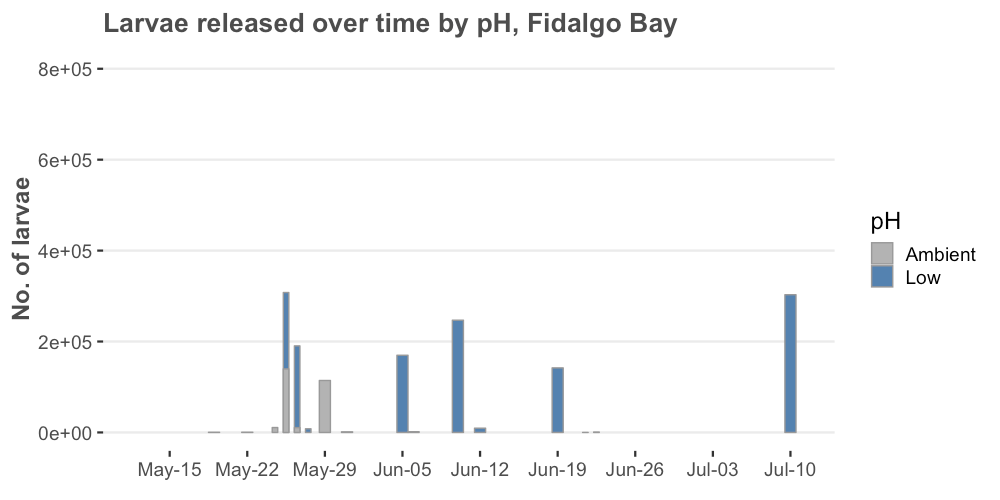 Larvae released over time by pH, Fidalgo Bay
8e+05
6e+05
4e+05
2e+05
0e+00
No. of larvae
May-15 May-22 May-29 Jun-05 Jun-12 Jun-19 Jun-26 Jul-03 Jul-10
pH
Ambient
Low